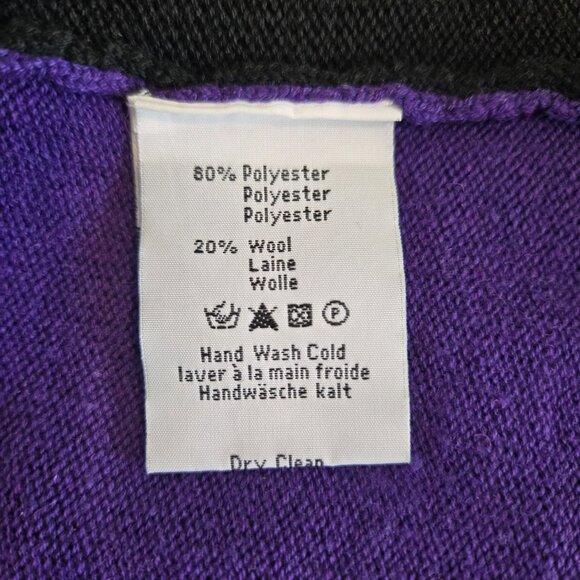 80% Polyester
Polyester
Polyester
20% Wool
Laine
Wolle
P
Hand Wash Cold
laver à la main froide
Handwäsche kalt
Dry Clean